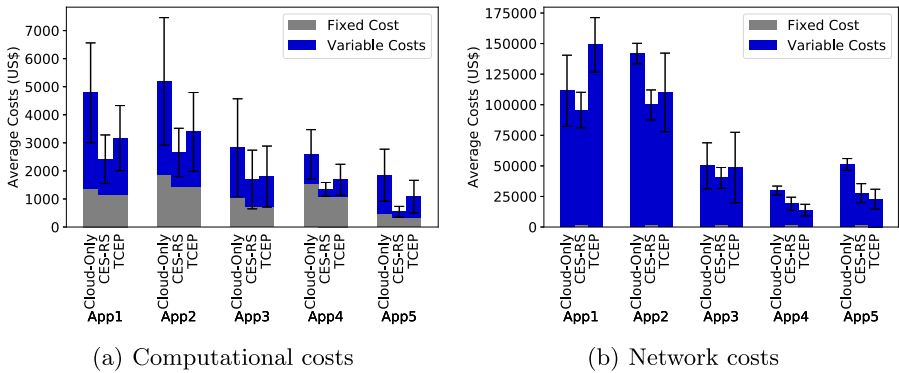 Average Costs (US$)
7000
6000
5000
4000
3000
2000
1000
0
Fixed Cost
Variable Costs
Cloud-Only
CES-RS
TCEP
App1
Cloud-Only
CES-RS
TCEP
App2
Cloud-Only
CES-RS
TCEP
App3
Cloud-Only
CES-RS
TCEP
App4
Cloud-Only
CES-RS
TCEP
App5
(a) Computational costs
Average Costs (US$)
175000
150000
125000
100000
75000
50000
25000
0
Fixed Cost
Variable Costs
Cloud-Only
CES-RS
TCEP
App1
Cloud-Only
CES-RS
TCEP
App2
Cloud-Only
CES-RS
TCEP
App3
Cloud-Only
CES-RS
TCEP
App4
Cloud-Only
CES-RS
TCEP
App5
(b) Network costs